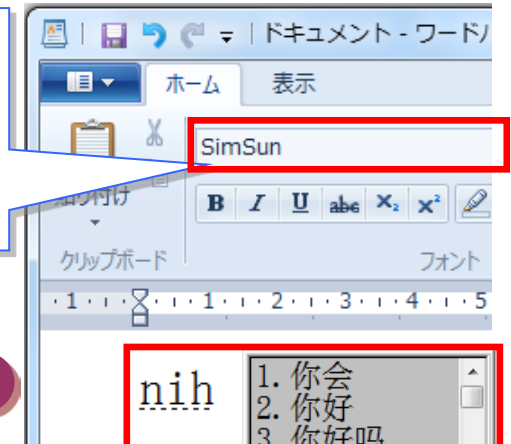 ドキュメント - ワードパ
ホーム 表示
SimSun
貼り付け
B I U abc X₂ X²
クリップボード
フォント
1 1 2 3 4 5
nih
1. 你会
2. 你好
3. 你好吗